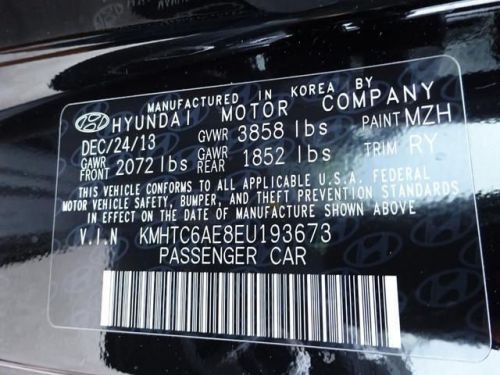 MANUFACTURED IN KOREA BY
HYUNDAI MOTOR COMPANY
DEC/24/13 GVWR 3858 lbs PAINT MZH
GAWR FRONT 2072 lbs GAWR REAR 1852 lbs TRIM RY
THIS VEHICLE CONFORMS TO ALL APPLICABLE U.S.A. FEDERAL
MOTOR VEHICLE SAFETY, BUMPER, AND THEFT STANDARDS
IN EFFECT ON THE DATE OF MANUFACTURE SHOWN ABOVE.
V.I.N KMHTC6AE8EU193673
PASSENGER CAR